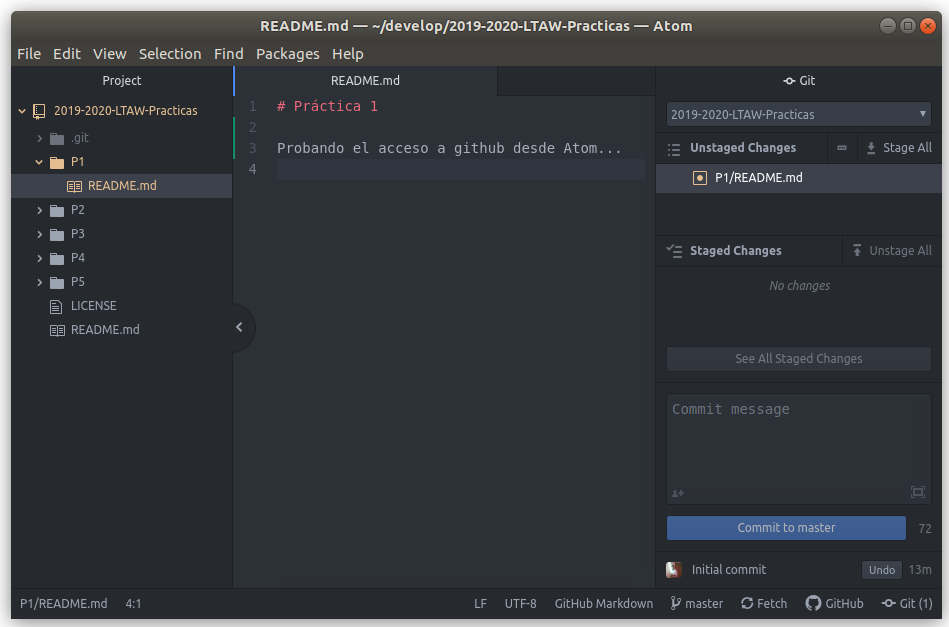 README.md — ~/develop/2019-2020-LTAW-Practicas — Atom
File Edit View Selection Find Packages Help
Project
2019-2020-LTAW-Practicas
.git
P1
README.md
P2
P3
P4
P5
LICENSE
README.md
README.md
1 # Práctica 1
2
3 Probando el acceso a github desde Atom...
4
Git
2019-2020-LTAW-Practicas
Unstaged Changes Stage All
P1/README.md
Staged Changes Unstage All
No changes
See All Staged Changes
Commit message
Commit to master 72
Initial commit Undo 13m
P1/README.md 4:1 LF UTF-8 GitHub Markdown master Fetch GitHub Git (1)